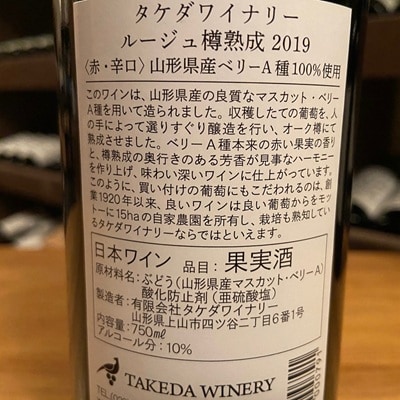 タケダワイナリー
ルージュ樽熟成 2019
〈赤・辛口〉山形県産ベリーA種100%使用
このワインは、山形県産の良質なマスカット・ベリー
A種を用いて造られました。収穫したての葡萄を、人
の手によって選りすぐり醸造を行い、オーク樽にて
熟成させました。ベリーA種本来の赤い果実の香り
と、樽熟成の奥行きのある芳香が見事なハーモニー
を作り上げ、味わい深いワインに仕上がっています。
このように、買い付けの葡萄にもこだわれるのは、創
業1920年以来、良いワインは良い葡萄からをモッ
トーに15haの自家農園を所有し、栽培も熟知してい
るタケダワイナリーならではといえます。
日本ワイン 品目:果実酒
原材料名:ぶどう(山形県産マスカット・ベリーA)
酸化防止剤(亜硫酸塩)
製造者:有限会社タケダワイナリー
山形県上山市四ツ谷二丁目6番1号
内容量:750㎖
アルコール分:10%
TAKEDA WINERY